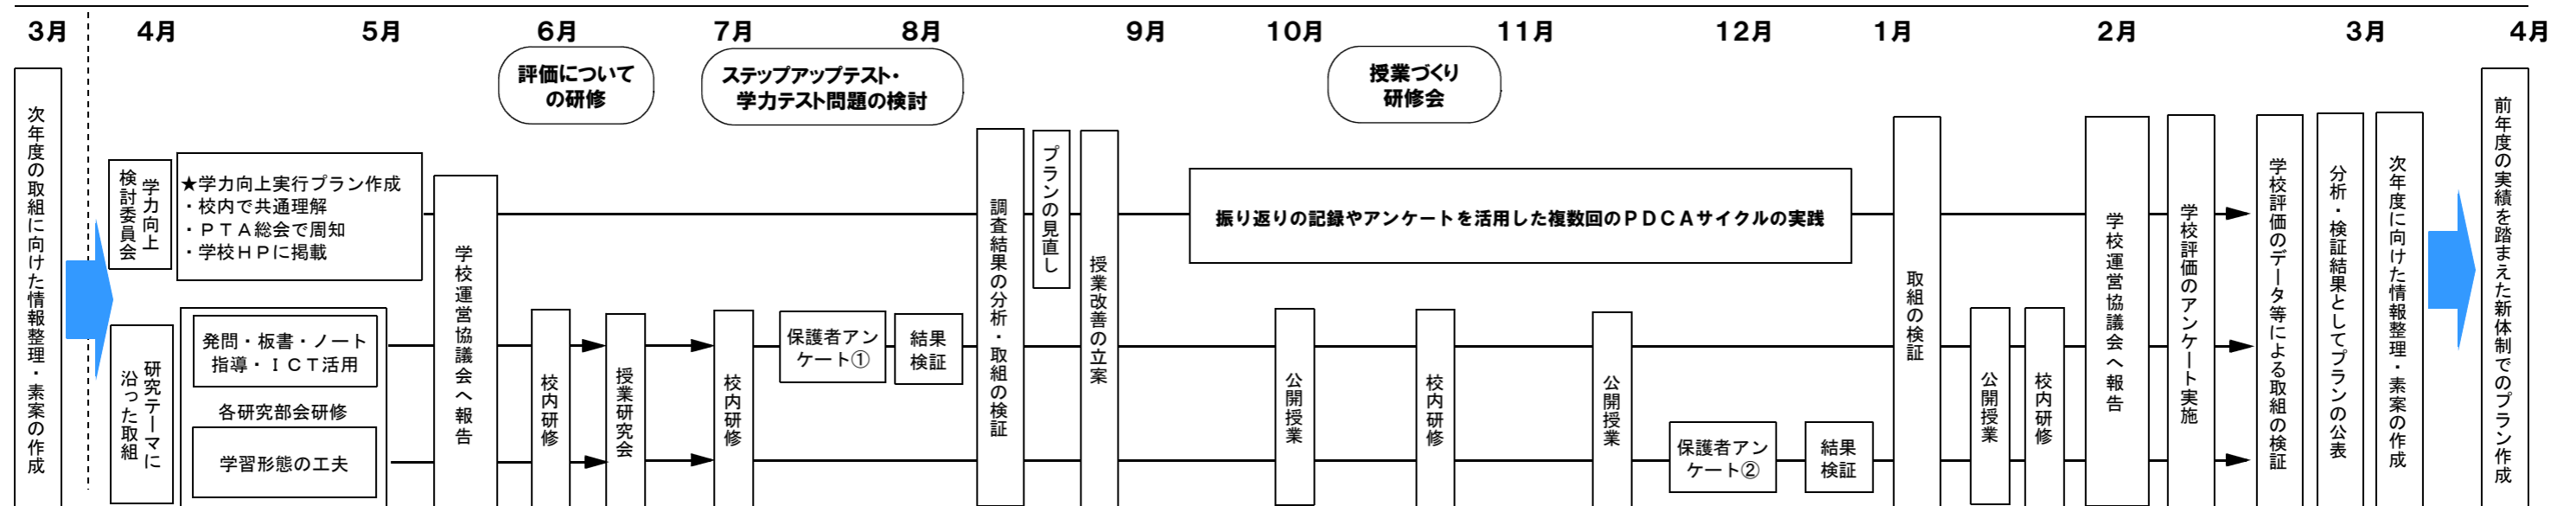 3月
4月
5月
6月
7月
8月
9月
10月
11月
12月
1月
2月
3月
4月
評価について
の研修
ステップアップテスト・
学力テスト問題の検討
授業づくり
研修会
次年度の取組に向けた情報整理・素案の作成
学力向上
検討委員会
★学力向上実行プラン作成
・校内で共通理解
・ＰＴＡ総会で周知
・学校ＨＰに掲載
研究テーマに
沿った取組
発問・板書・ノート
指導・ＩＣＴ活用
各研究部会研修
学習形態の工夫
学校運営協議会へ報告
校内研修
授業研究会
校内研修
保護者アン
ケート①
結果
検証
調査結果の分析・取組の検証
プランの見直し
授業改善の立案
振り返りの記録やアンケートを活用した複数回のＰＤＣＡサイクルの実践
公開授業
校内研修
公開授業
保護者アン
ケート②
結果
検証
取組の検証
公開授業
校内研修
学校運営協議会へ報告
学校評価のアンケート実施
学校評価のデータ等による取組の検証
分析・検証結果としてプランの公表
次年度に向けた情報整理・素案の作成
前年度の実績を踏まえた新体制でのプラン作成